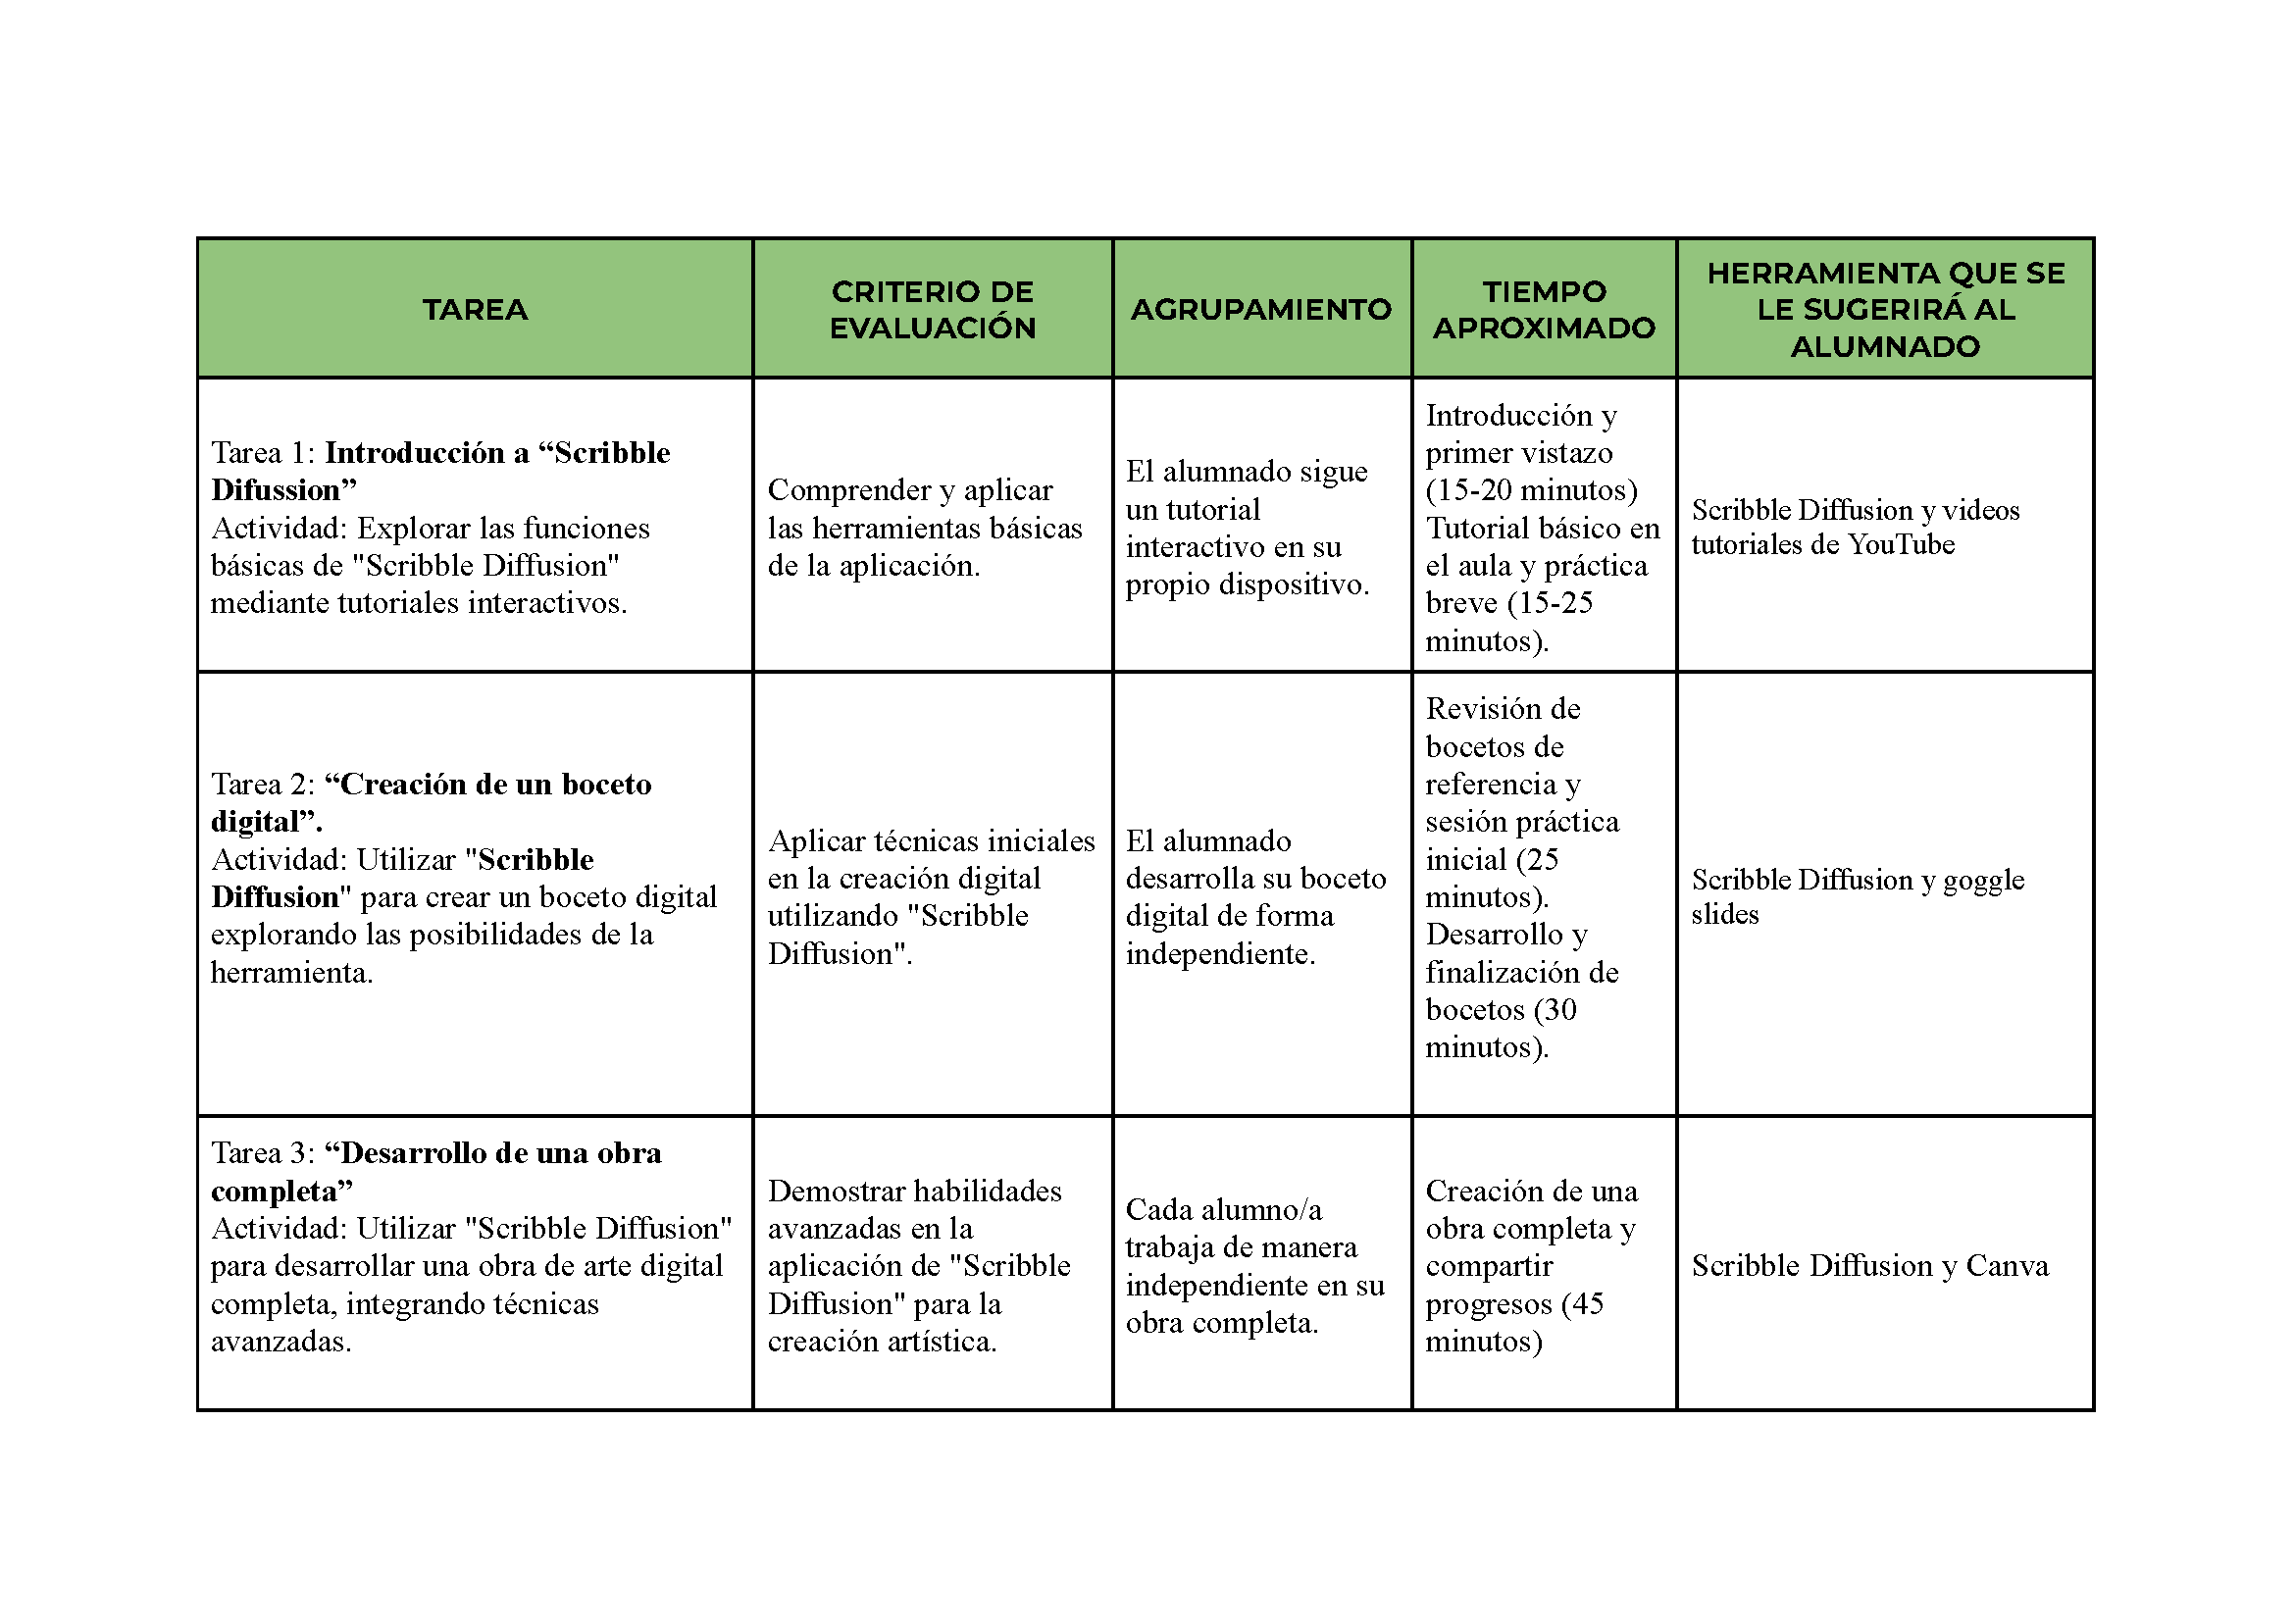 TAREA
CRITERIO DE
EVALUACIÓN
AGRUPAMIENTO
TIEMPO
APROXIMADO
HERRAMIENTA QUE SE
LE SUGERIRÁ AL
ALUMNADO
Tarea 1: Introducción a “Scribble
Difussion”
Actividad: Explorar las funciones
básicas de "Scribble Diffusion"
mediante tutoriales interactivos.
Comprender y aplicar
las herramientas básicas
de la aplicación.
El alumnado sigue
un tutorial
interactivo en su
propio dispositivo.
Introducción y
primer vistazo
(15-20 minutos)
Tutorial básico en
el aula y práctica
breve (15-25
minutos).
Scribble Diffusion y videos
tutoriales de YouTube
Tarea 2: “Creación de un boceto
digital”.
Actividad: Utilizar "Scribble
Diffusion" para crear un boceto digital
explorando las posibilidades de la
herramienta.
Aplicar técnicas iniciales
en la creación digital
utilizando "Scribble
Diffusion".
El alumnado
desarrolla su boceto
digital de forma
independiente.
Revisión de
bocetos de
referencia y
sesión práctica
inicial (25
minutos).
Desarrollo y
finalización de
bocetos (30
minutos).
Scribble Diffusion y goggle
slides
Tarea 3: “Desarrollo de una obra
completa”
Actividad: Utilizar "Scribble Diffusion"
para desarrollar una obra de arte digital
completa, integrando técnicas
avanzadas.
Demostrar habilidades
avanzadas en la
aplicación de "Scribble
Diffusion" para la
creación artística.
Cada alumno/a
trabaja de manera
independiente en su
obra completa.
Creación de una
obra completa y
compartir
progresos (45
minutos)
Scribble Diffusion y Canva